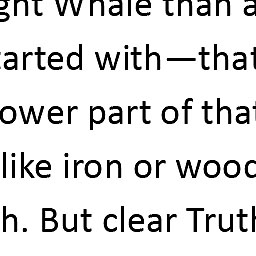 ght Whale than a
tarted with—that
ower part of that
like iron or wood
h. But clear Truth